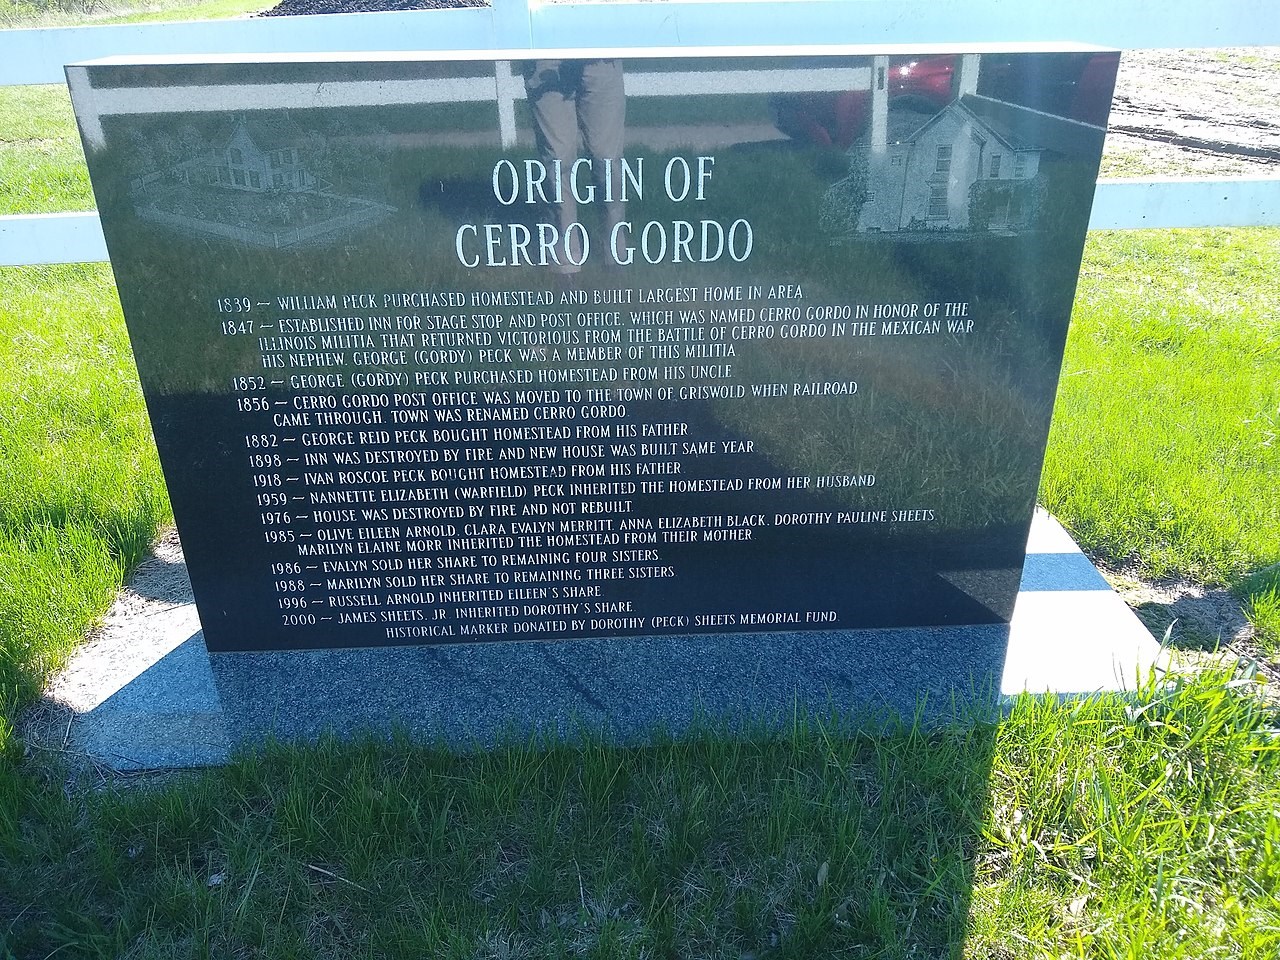 ORIGIN OF
CERRO GORDO
1839 — WILLIAM PECK PURCHASED HOMESTEAD AND BUILT LARGEST HOME IN AREA.
1847 — ESTABLISHED INN FOR STAGE STOP AND POST OFFICE, WHICH WAS NAMED CERRO GORDO IN HONOR OF THE
ILLINOIS MILITIA THAT RETURNED VICTORIOUS FROM THE BATTLE OF CERRO GORDO IN THE MEXICAN WAR
HIS NEPHEW, GEORGE (GORDY) PECK WAS A MEMBER OF THIS MILITIA
1852 — GEORGE (GORDY) PECK PURCHASED HOMESTEAD FROM HIS UNCLE
1856 — CERRO GORDO POST OFFICE WAS MOVED TO THE TOWN OF GRISWOLD WHEN RAILROAD
CAME THROUGH. TOWN WAS RENAMED CERRO GORDO.
1882 — GEORGE REID PECK BOUGHT HOMESTEAD FROM HIS FATHER.
1898 — INN WAS DESTROYED BY FIRE AND NEW HOUSE WAS BUILT SAME YEAR
1918 — IVAN ROSCOE PECK BOUGHT HOMESTEAD FROM HIS FATHER.
1959 — NANNETTE ELIZABETH (WARFIELD) PECK INHERITED THE HOMESTEAD FROM HER HUSBAND
1976 — HOUSE WAS DESTROYED BY FIRE AND NOT REBUILT.
1985 — OLIVE EILEEN ARNOLD, CLARA EVALYN MERRITT, ANNA ELIZABETH BLACK, DOROTHY PAULINE SHEETS,
MARILYN ELAINE MORR INHERITED THE HOMESTEAD FROM THEIR MOTHER
1986 — EVALYN SOLD HER SHARE TO REMAINING FOUR SISTERS.
1988 — MARILYN SOLD HER SHARE TO REMAINING THREE SISTERS.
1996 — RUSSELL ARNOLD INHERITED EILEEN'S SHARE.
2000 — JAMES SHEETS, JR. INHERITED DOROTHY'S SHARE.
HISTORICAL MARKER DONATED BY DOROTHY (PECK) SHEETS MEMORIAL FUND.